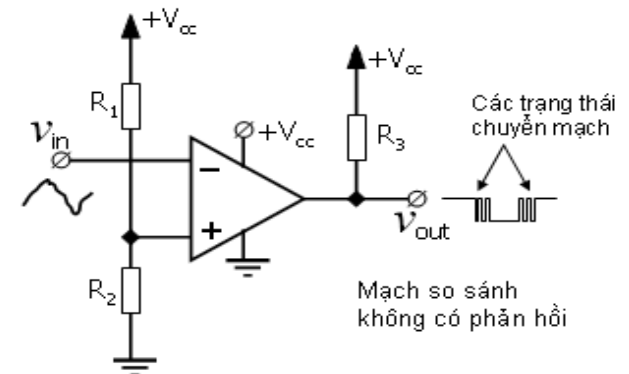 +Vcc
+Vcc
R1
Các trạng thái
chuyển mạch
vin
+Vcc
R3
−
+
vout
R2
Mạch so sánh
không có phản hồi